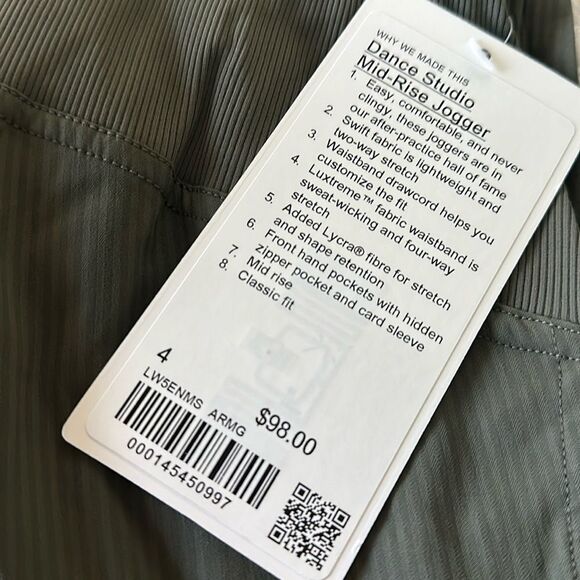 WHY WE MADE THIS
Dance Studio
Mid-Rise Jogger
1. Easy, comfortable, and never
clingy, these joggers are in
our after-practice hall of fame
2. Swift fabric is lightweight and
two-way stretch
3. Waistband drawcord helps you
customize the fit
4. Luxtreme™ fabric waistband is
sweat-wicking and four-way
stretch
5. Added Lycra® fibre for stretch
and shape retention
6. Front hand pockets with hidden
zipper pocket and card sleeve
7. Mid rise
8. Classic fit
4
LW5ENMS ARMG
$98.00
000145450997